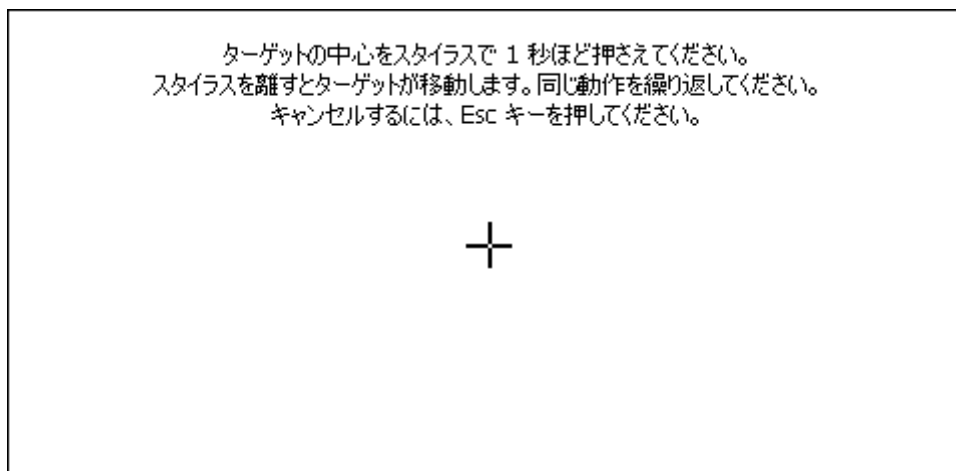 ターゲットの中心をスタイラスで 1 秒ほど押さえてください。
スタイラスを離すとターゲットが移動します。同じ動作を繰り返してください。
キャンセルするには、Esc キーを押してください。